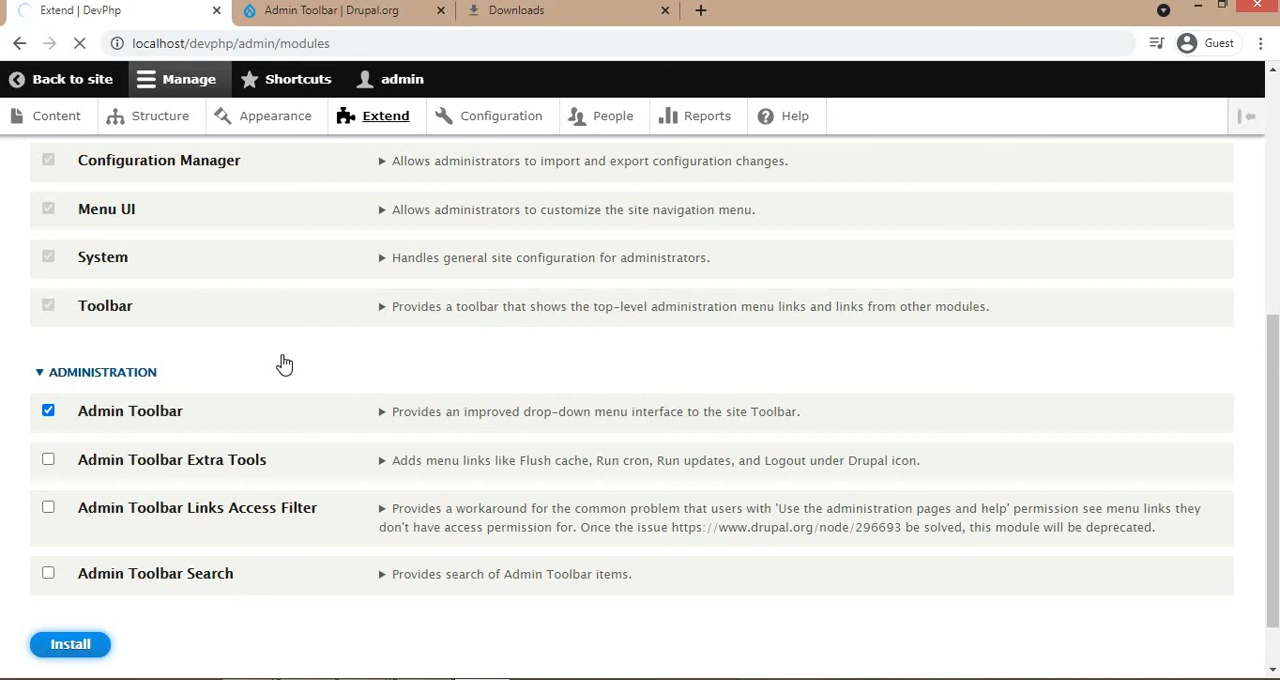 Extend | DevPhp
Admin Toolbar | Drupal.org
Downloads
localhost/devphp/admin/modules
Guest
Back to site
Manage
Shortcuts
admin
Content
Structure
Appearance
Extend
Configuration
People
Reports
Help
Configuration Manager
Allows administrators to import and export configuration changes.
Menu UI
Allows administrators to customize the site navigation menu.
System
Handles general site configuration for administrators.
Toolbar
Provides a toolbar that shows the top-level administration menu links and links from other modules.
ADMINISTRATION
Admin Toolbar
Provides an improved drop-down menu interface to the site Toolbar.
Admin Toolbar Extra Tools
Adds menu links like Flush cache, Run cron, Run updates, and Logout under Drupal icon.
Admin Toolbar Links Access Filter
Provides a workaround for the common problem that users with 'Use the administration pages and help' permission see menu links they
don't have access permission for. Once the issue https://www.drupal.org/node/296693 be solved, this module will be deprecated.
Admin Toolbar Search
Provides search of Admin Toolbar items.
Install